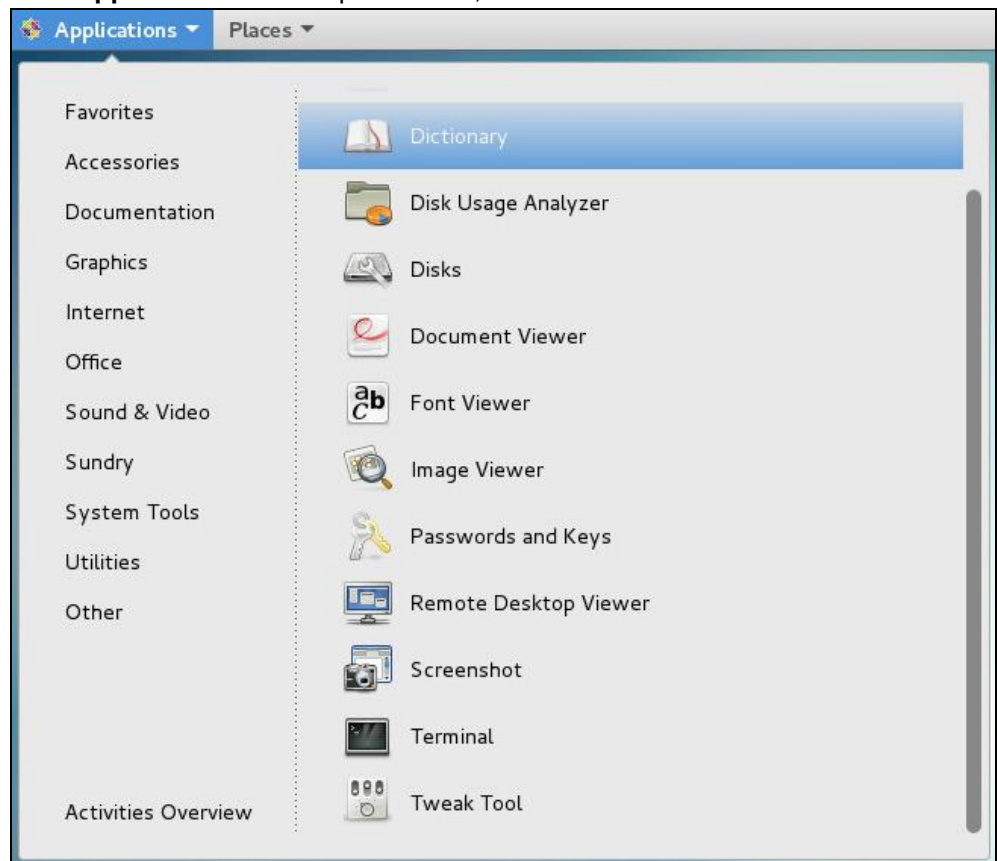 Applications Places
Favorites
Accessories
Documentation
Graphics
Internet
Office
Sound & Video
Sundry
System Tools
Utilities
Other
Activities Overview
Dictionary
Disk Usage Analyzer
Disks
Document Viewer
Font Viewer
Image Viewer
Passwords and Keys
Remote Desktop Viewer
Screenshot
Terminal
Tweak Tool